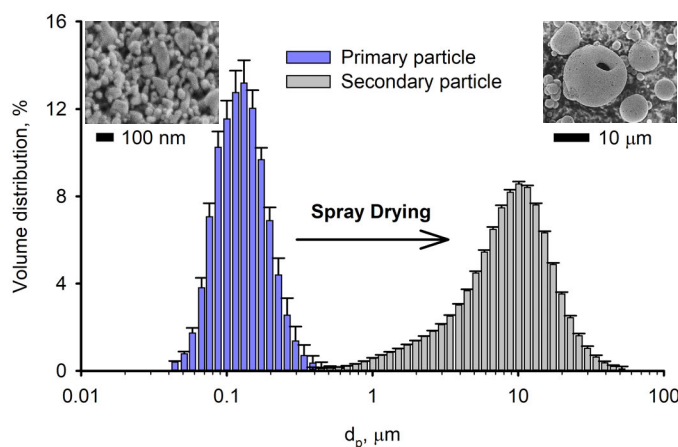 16
12
8
4
0
Volume distribution, %
100 nm
Primary particle
Secondary particle
10 μm
Spray Drying
0.01
0.1
1
10
100
dp, μm